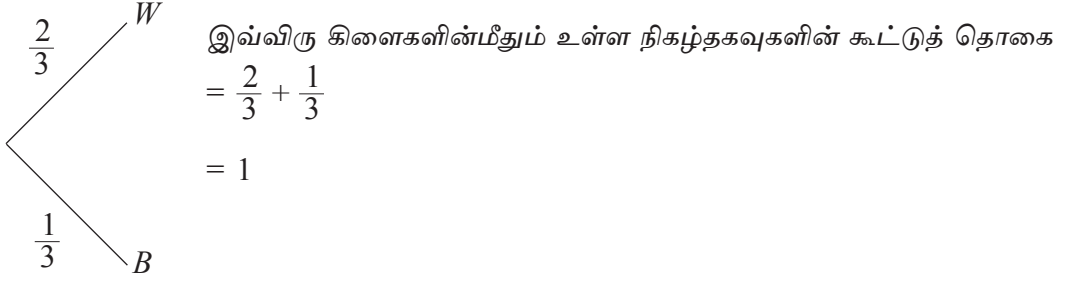 W
2/3
இவ்விரு கிளைகளின்மீதும் உள்ள நிகழ்தகவுகளின் கூட்டுத் தொகை
= 2/3 + 1/3
= 1
1/3
B